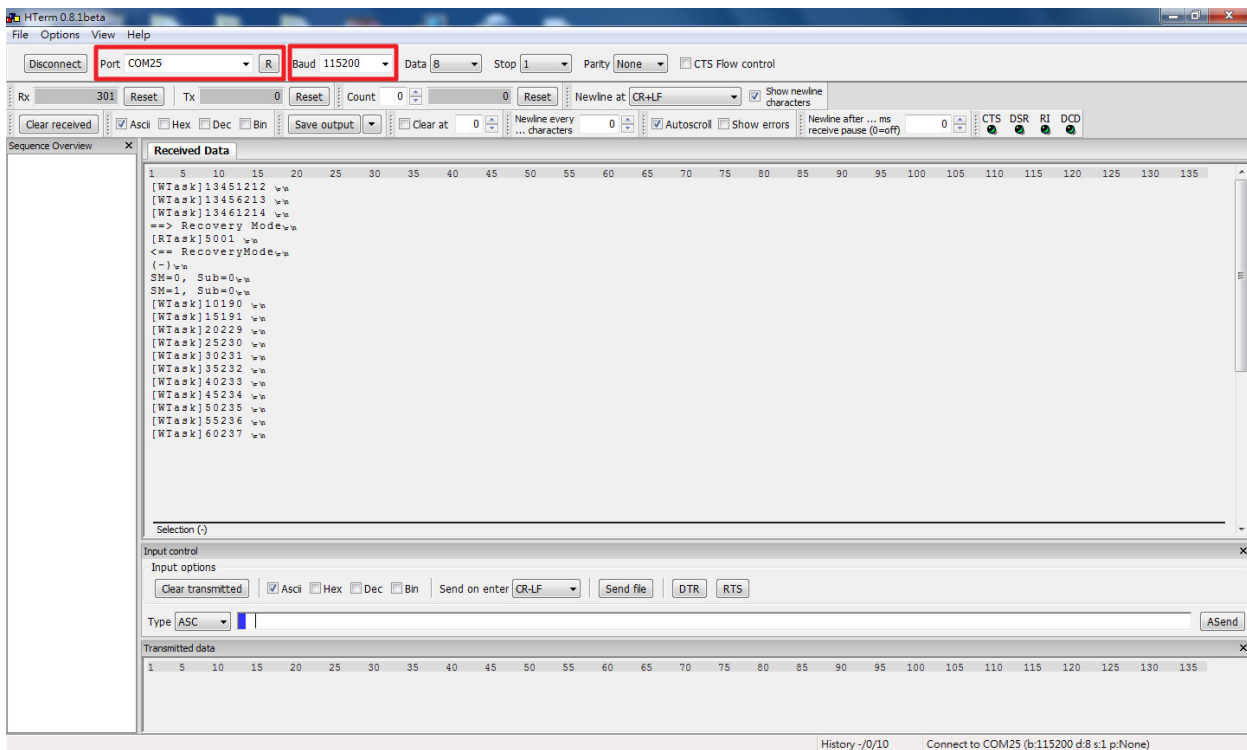 HTerm 0.8.1beta
File Options View Help
Disconnect Port COM25 R Baud 115200 Data 8 Stop 1 Parity None CTS Flow control
Rx 301 Reset Tx 0 Reset Count 0 0 Reset Newline at CR+LF Show newline characters
Clear received Ascii Hex Dec Bin Save output Clear at 0 Newline every ... characters 0 Autoscroll Show errors Newline after ... ms receive pause (0=off) 0 CTS DSR RI DCD
Sequence Overview x Received Data
1 5 10 15 20 25 30 35 40 45 50 55 60 65 70 75 80 85 90 95 100 105 110 115 120 125 130 135
[WTask]13451212 \r\n
[WTask]13456213 \r\n
[WTask]13461214 \r\n
==> Recovery Mode\r\n
[RTask]5001 \r\n
<== RecoveryMode\r\n
(-)\r\n
SM=0, Sub=0\r\n
SM=1, Sub=0\r\n
[WTask]10190 \r\n
[WTask]15191 \r\n
[WTask]20229 \r\n
[WTask]25230 \r\n
[WTask]30231 \r\n
[WTask]35232 \r\n
[WTask]40233 \r\n
[WTask]45234 \r\n
[WTask]50235 \r\n
[WTask]55236 \r\n
[WTask]60237 \r\n
Selection (-)
Input control x
Input options
Clear transmitted Ascii Hex Dec Bin Send on enter CR-LF Send file DTR RTS
Type ASC ASend
Transmitted data x
1 5 10 15 20 25 30 35 40 45 50 55 60 65 70 75 80 85 90 95 100 105 110 115 120 125 130 135
History -/0/10 Connect to COM25 (b:115200 d:8 s:1 p:None)